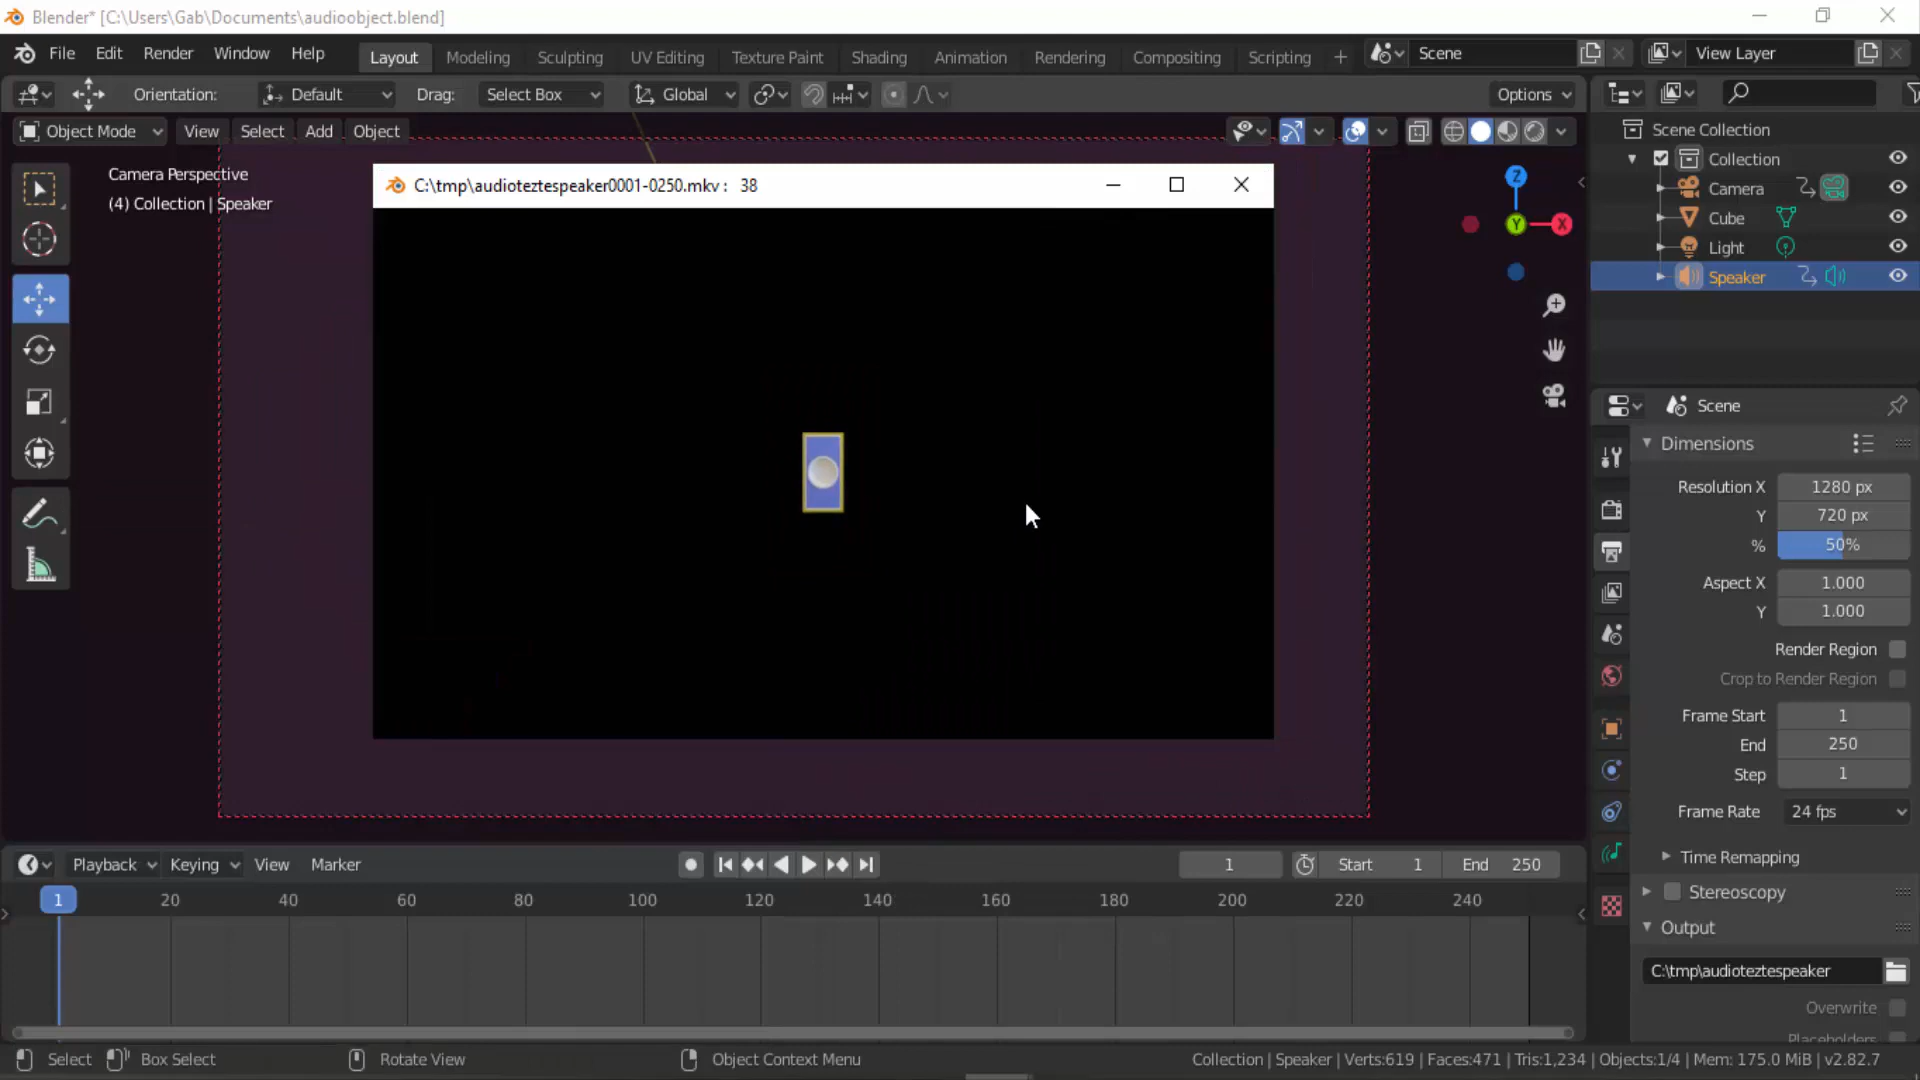 Blender* [C:\Users\Gab\Documents\audioobject.blend]
File Edit Render Window Help Layout Modeling Sculpting UV Editing Texture Paint Shading Animation Rendering Compositing Scripting + Scene View Layer
Orientation: Default Drag: Select Box Global Options
Object Mode View Select Add Object
Scene Collection
Collection
Camera
Cube
Light
Speaker
Camera Perspective
(4) Collection | Speaker
C:\tmp\audioteztespeaker0001-0250.mkv : 38
Z
Y
X
Scene
Dimensions
Resolution X 1280 px
Y 720 px
% 50%
Aspect X 1.000
Y 1.000
Render Region
Crop to Render Region
Frame Start 1
End 250
Step 1
Frame Rate 24 fps
Time Remapping
Stereoscopy
Output
C:\tmp\audioteztespeaker
Overwrite
Placeholders
Playback Keying View Marker 1 Start 1 End 250
1 20 40 60 80 100 120 140 160 180 200 220 240
Select Box Select Rotate View Object Context Menu Collection | Speaker | Verts:619 | Faces:471 | Tris:1,234 | Objects:1/4 | Mem: 175.0 MiB | v2.82.7